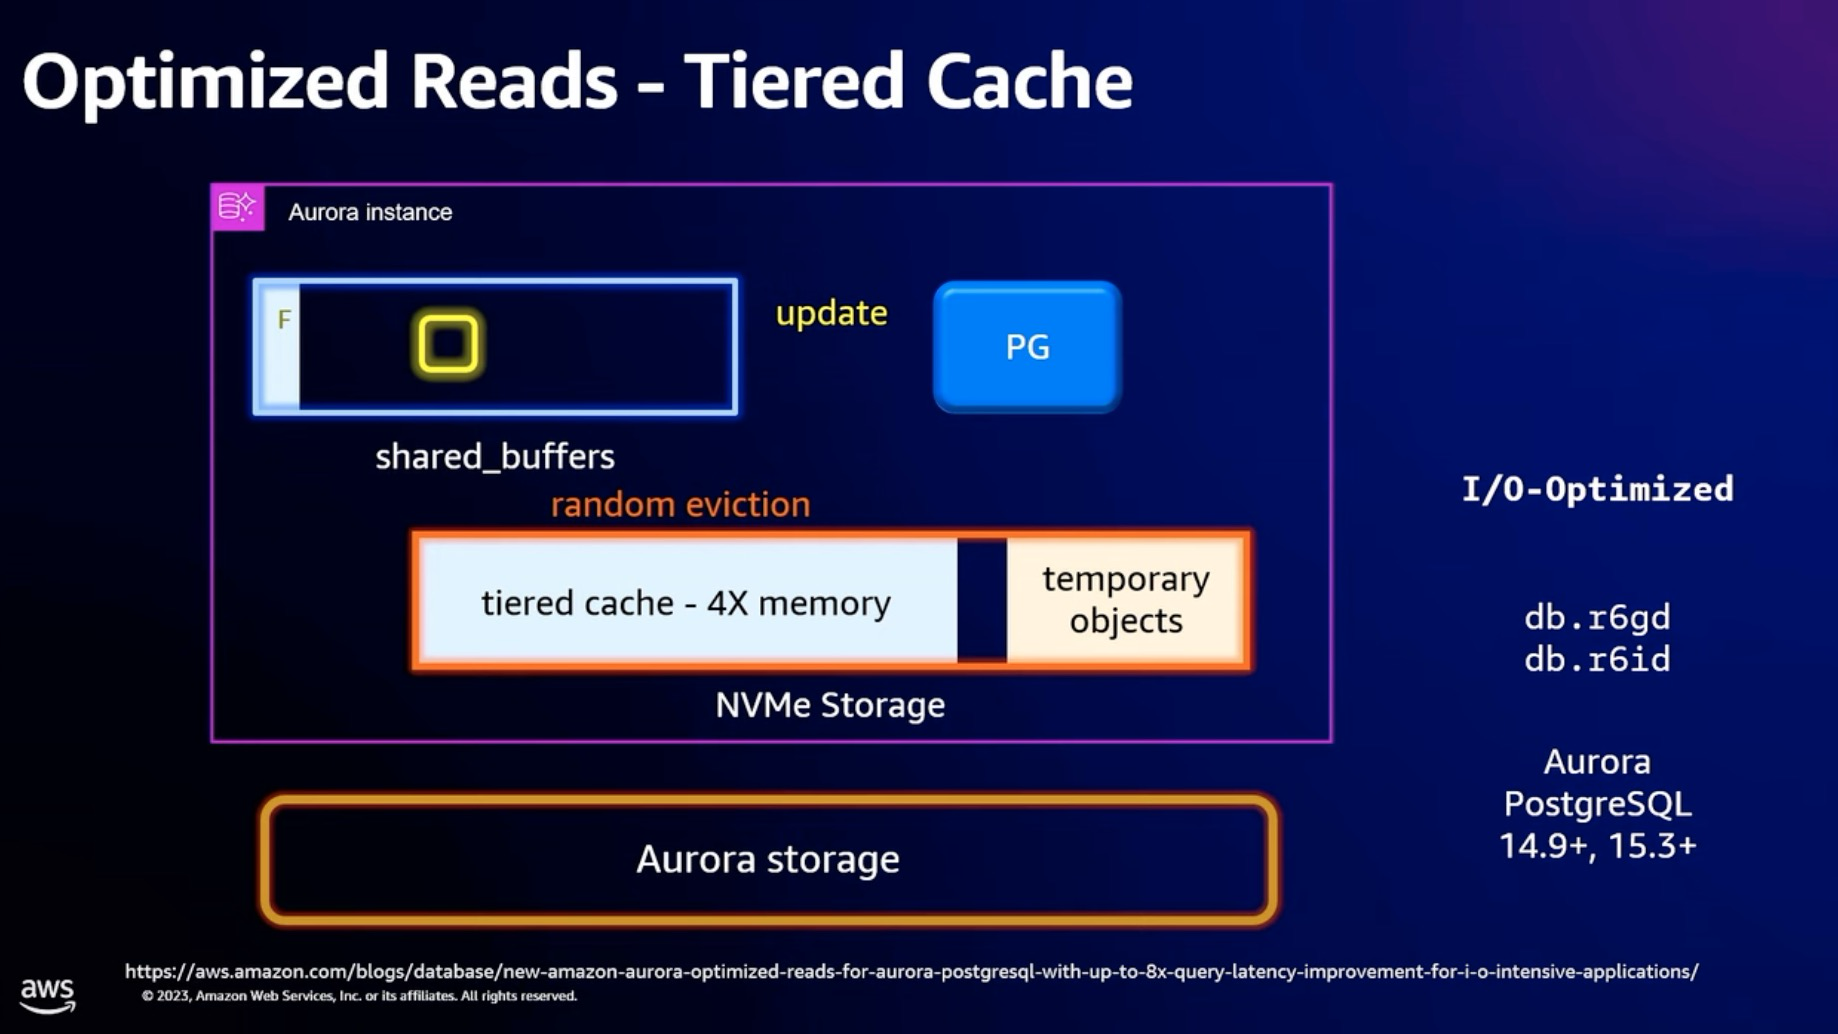 Optimized Reads - Tiered Cache
Aurora instance
F
update
PG
shared_buffers
random eviction
tiered cache - 4X memory
temporary
objects
NVMe Storage
Aurora storage
I/O-Optimized
db.r6gd
db.r6id
Aurora
PostgreSQL
14.9+, 15.3+
https://aws.amazon.com/blogs/database/new-amazon-aurora-optimized-reads-for-aurora-postgresql-with-up-to-8x-query-latency-improvement-for-i-o-intensive-applications/
aws
© 2023, Amazon Web Services, Inc. or its affiliates. All rights reserved.